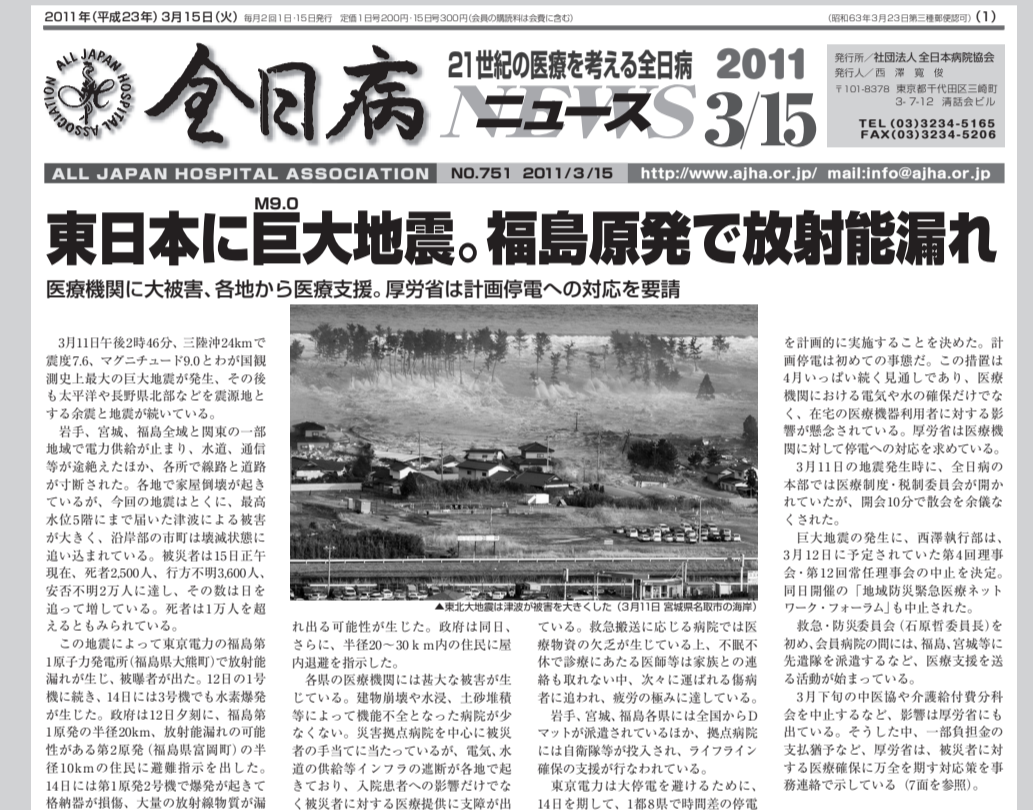 2011年(平成23年)3月15日(火) 毎月2回1日・15日発行 定価1日号200円・15日号300円(会員の購読料は会費に含む)
(昭和63年3月23日第三種郵便認可) (1)
ALL JAPAN HOSPITAL ASSOCIATION
全日病
21世紀の医療を考える全日病
NEWS
ニュース
2011
3/15
発行所/社団法人 全日本病院協会
発行人/西 澤 寬 俊
〒101-8378 東京都千代田区三崎町
3-7-12 清話会ビル
TEL (03)3234-5165
FAX(03)3234-5206
ALL JAPAN HOSPITAL ASSOCIATION NO.751 2011/3/15 http://www.ajha.or.jp/ mail:info@ajha.or.jp
M9.0
東日本に巨大地震。福島原発で放射能漏れ
医療機関に大被害、各地から医療支援。厚労省は計画停電への対応を要請
3月11日午後2時46分、三陸沖24kmで
震度7.6、マグニチュード9.0とわが国観
測史上最大の巨大地震が発生、その後
も太平洋や長野県北部などを震源地と
する余震と地震が続いている。
岩手、宮城、福島全域と関東の一部
地域で電力供給が止まり、水道、通信
等が途絶えたほか、各所で線路と道路
が寸断された。各地で家屋倒壊が起き
ているが、今回の地震はとくに、最高
水位5階にまで届いた津波による被害
が大きく、沿岸部の市町は壊滅状態に
追い込まれている。被災者は15日正午
現在、死者2,500人、行方不明3,600人、
安否不明2万人に達し、その数は日を
追って増している。死者は1万人を超
えるともみられている。
この地震によって東京電力の福島第
1原子力発電所(福島県大熊町)で放射能
漏れが生じ、被曝者が出た。12日の1号
機に続き、14日には3号機でも水素爆発
が生じた。政府は12日夕刻に、福島第
1原発の半径20km、放射能漏れの可能
性がある第2原発(福島県富岡町)の半
径10kmの住民に避難指示を出した。
14日には第1原発2号機で爆発が起きて
格納器が損傷、大量の放射線物質が漏
▲東北大地震は津波が被害を大きくした(3月11日 宮城県名取市の海岸)
れ出る可能性が生じた。政府は同日、
さらに、半径20〜30km内の住民に屋
内退避を指示した。
各県の医療機関には甚大な被害が生
じている。建物崩壊や水浸、土砂堆積
等によって機能不全となった病院が少
なくない。災害拠点病院を中心に被災
者の手当てに当たっているが、電気、水
道の供給等インフラの遮断が各地で起
きており、入院患者への影響だけでな
く被災者に対する医療提供に支障が出
ている。救急搬送に応じる病院では医
療物資の欠乏が生じている上、不眠不
休で診療にあたる医師等は家族との連
絡も取れない中、次々に運ばれる傷病
者に追われ、疲労の極みに達している。
岩手、宮城、福島各県には全国からD
マットが派遣されているほか、拠点病院
には自衛隊等が投入され、ライフライン
確保の支援が行なわれている。
東京電力は大停電を避けるために、
14日を期して、1都8県で時間差の停電
を計画的に実施することを決めた。計
画停電は初めての事態だ。この措置は
4月いっぱい続く見通しであり、医療
機関における電気や水の確保だけでな
く、在宅の医療機器利用者に対する影
響が懸念されている。厚労省は医療機
関に対して停電への対応を求めている。
3月11日の地震発生時に、全日病の
本部では医療制度・税制委員会が開か
れていたが、開会10分で散会を余儀な
くされた。
巨大地震の発生に、西澤執行部は、
3月12日に予定されていた第4回理事
会・第12回常任理事会の中止を決定。
同日開催の「地域防災緊急医療ネット
ワーク・フォーラム」も中止された。
救急・防災委員会(石原哲委員長)を
初め、会員病院の間には、福島、宮城等に
先遣隊を派遣するなど、医療支援を送
る活動が始まっている。
3月下旬の中医協や介護給付費分科
会を中止するなど、影響は厚労省にも
出ている。そうした中、一部負担金の
支払猶予など、厚労省は、被災者に対
する医療確保に万全を期す対応策を事
務連絡で示している(7面を参照)。